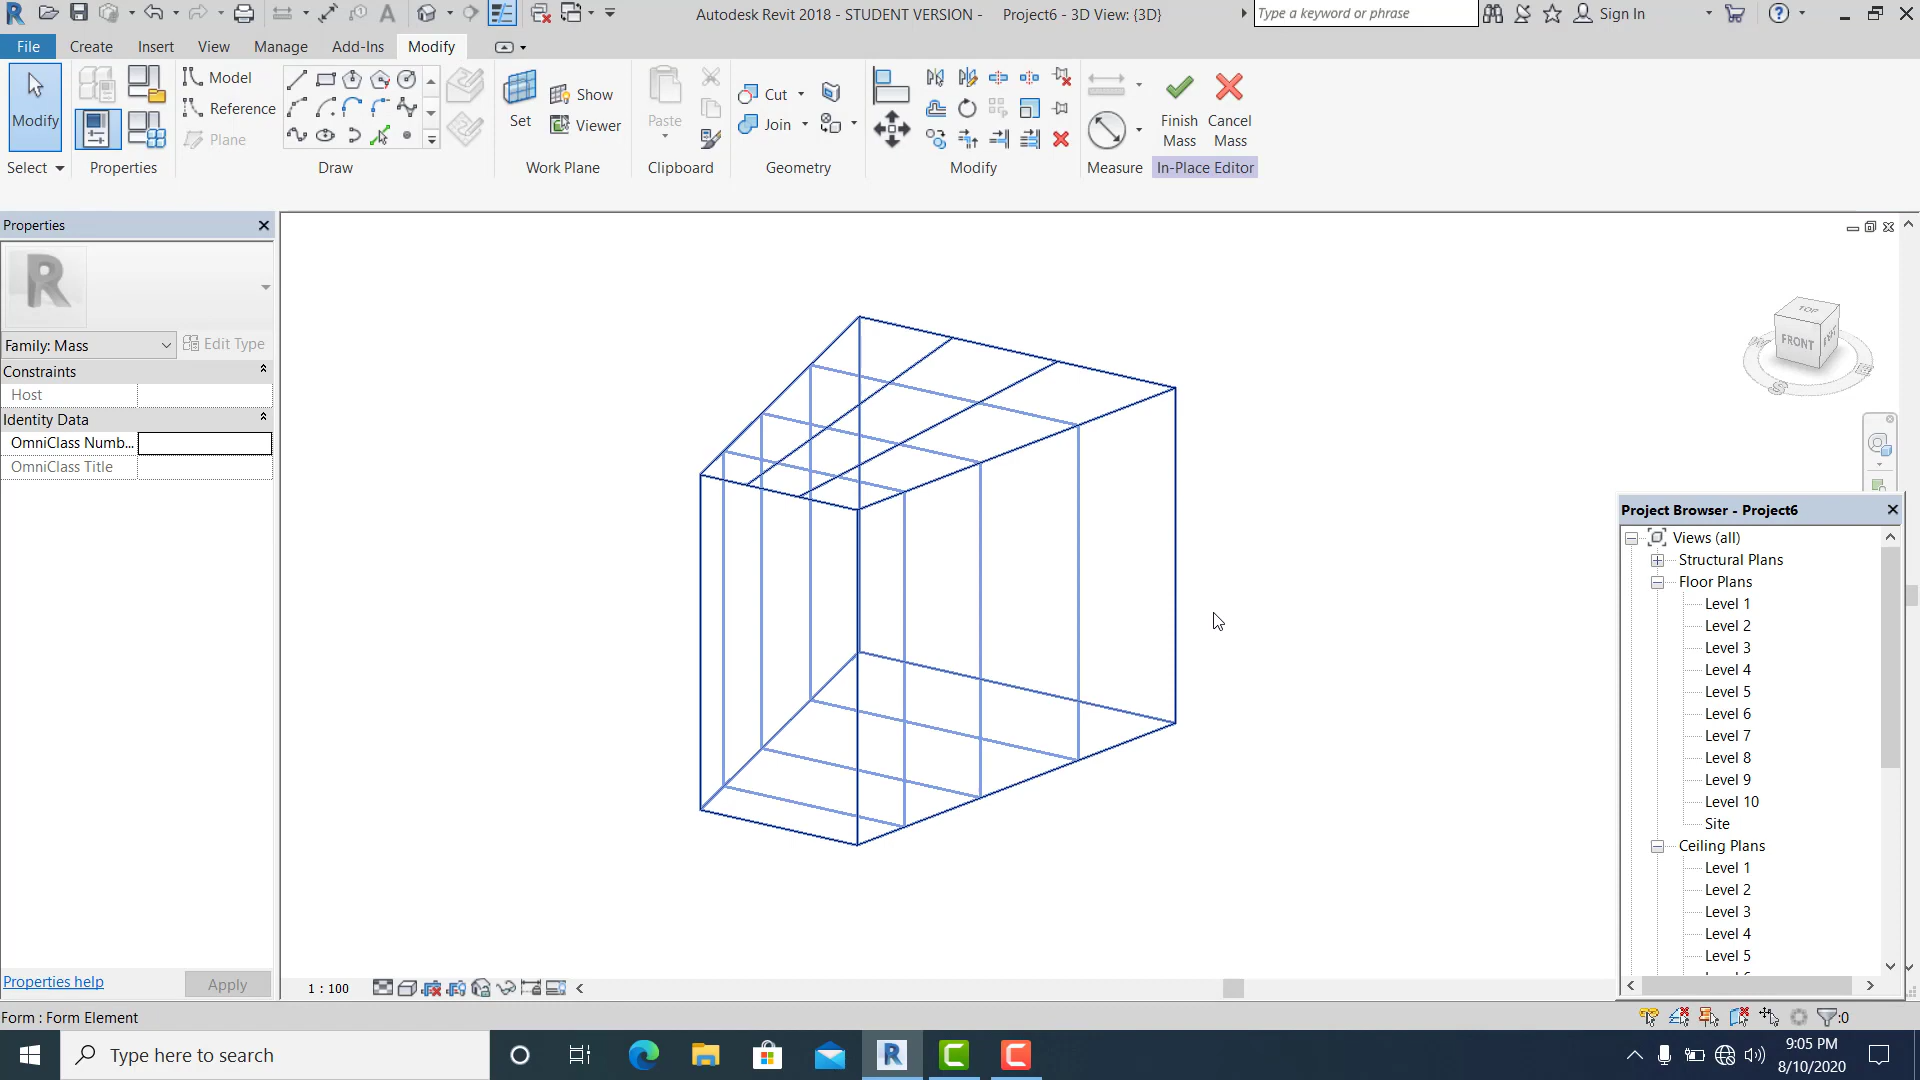 Autodesk Revit 2018 - STUDENT VERSION - Project6 - 3D View: {3D}
Type a keyword or phrase
Sign In
File Create Insert View Manage Add-Ins Modify
Modify
Model
Reference
Plane
Set
Show
Viewer
Paste
Cut
Join
Finish Mass
Cancel Mass
Select Properties Draw Work Plane Clipboard Geometry Modify Measure In-Place Editor
Properties
Family: Mass
Edit Type
Constraints
Host
Identity Data
OmniClass Numb...
OmniClass Title
TOP
FRONT
S
Project Browser - Project6
Views (all)
Structural Plans
Floor Plans
Level 1
Level 2
Level 3
Level 4
Level 5
Level 6
Level 7
Level 8
Level 9
Level 10
Site
Ceiling Plans
Level 1
Level 2
Level 3
Level 4
Level 5
Properties help
Apply
1 : 100
Form : Form Element
:0
Type here to search
9:05 PM
8/10/2020